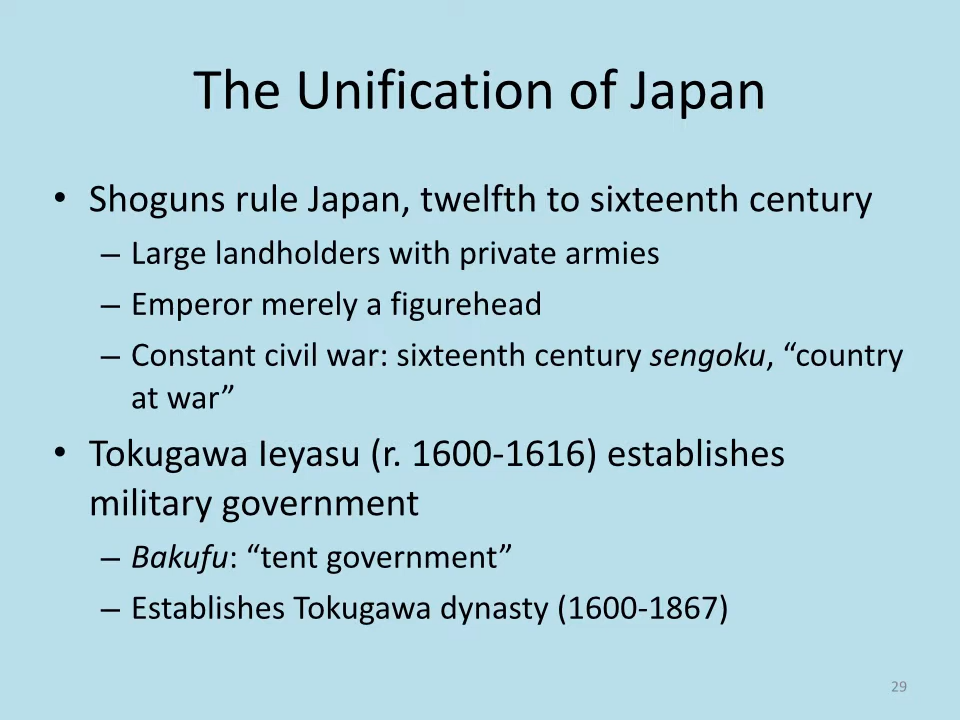 The Unification of Japan
• Shoguns rule Japan, twelfth to sixteenth century
– Large landholders with private armies
– Emperor merely a figurehead
– Constant civil war: sixteenth century sengoku, “country
at war”
• Tokugawa Ieyasu (r. 1600-1616) establishes
military government
– Bakufu: “tent government”
– Establishes Tokugawa dynasty (1600-1867)
29